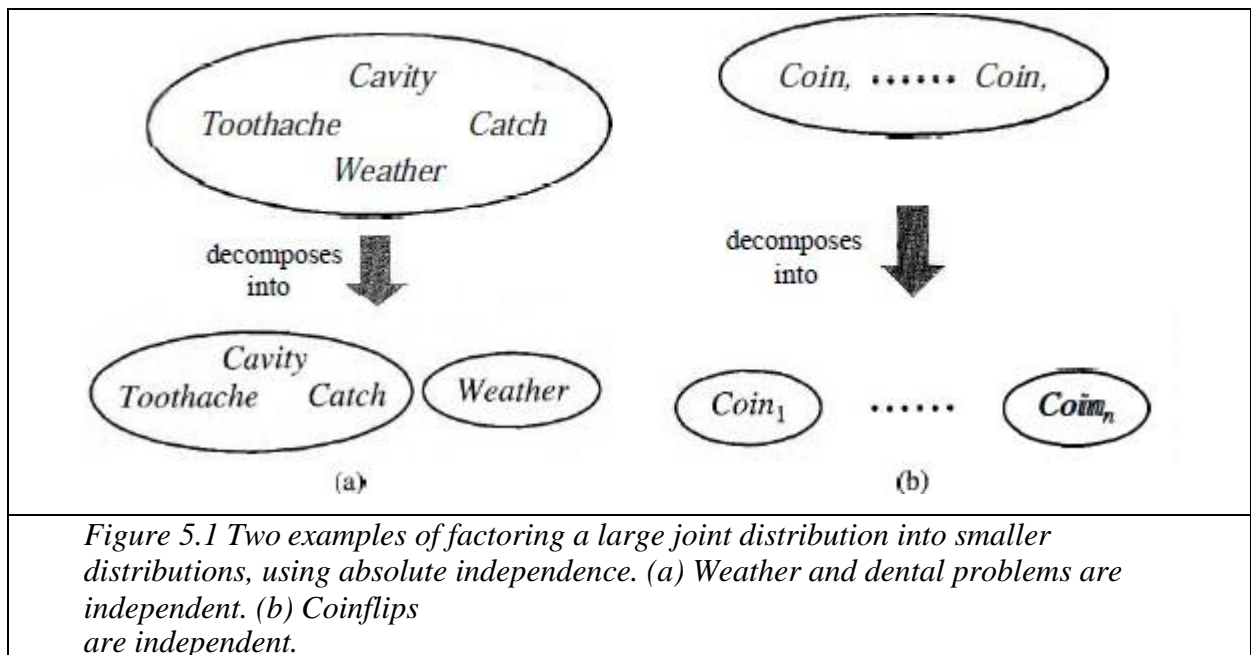 Cavity
Toothache Catch
Weather
decomposes
into
Cavity
Toothache Catch
Weather
(a)
Coin, ...... Coin,
decomposes
into
Coin₁ ...... Coinₙ
(b)
Figure 5.1 Two examples of factoring a large joint distribution into smaller
distributions, using absolute independence. (a) Weather and dental problems are
independent. (b) Coinflips
are independent.